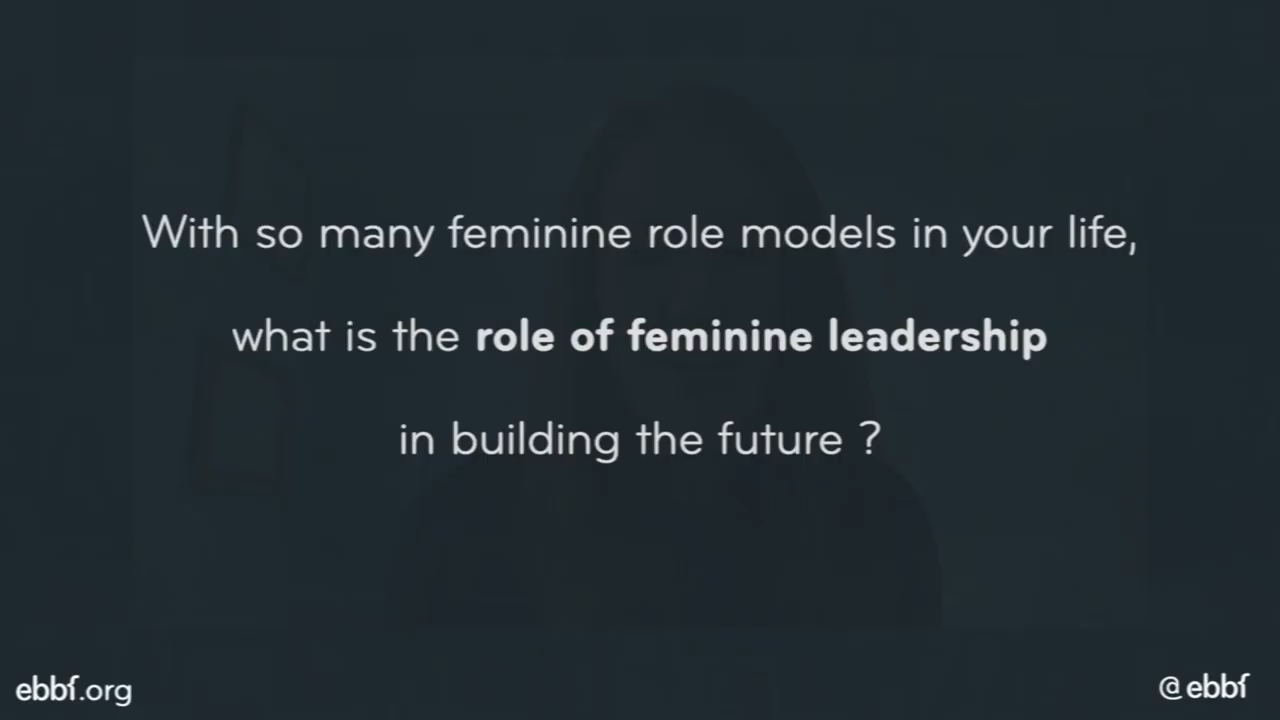 With so many feminine role models in your life,
what is the role of feminine leadership
in building the future ?
ebbf.org
@ebbf